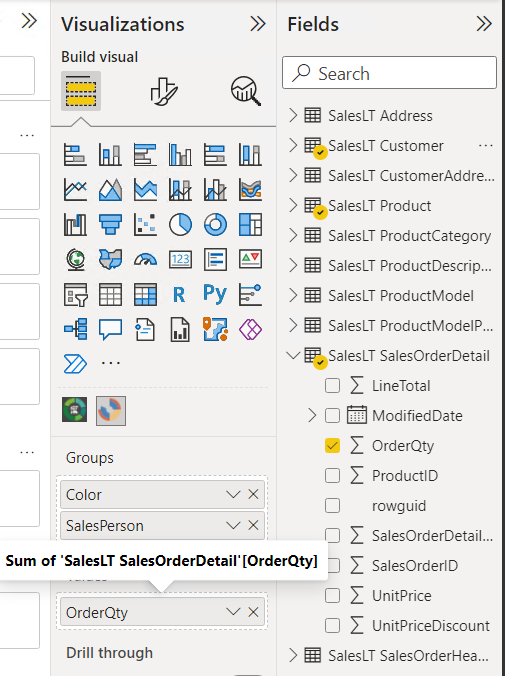 Visualizations
Build visual
123
R
Py
Groups
Color
SalesPerson
Sum of 'SalesLT SalesOrderDetail'[OrderQty]
Values
OrderQty
Drill through
Fields
Search
SalesLT Address
SalesLT Customer
SalesLT CustomerAddre...
SalesLT Product
SalesLT ProductCategory
SalesLT ProductDescrip...
SalesLT ProductModel
SalesLT ProductModelP...
SalesLT SalesOrderDetail
LineTotal
ModifiedDate
OrderQty
ProductID
rowguid
SalesOrderDetail...
SalesOrderID
UnitPrice
UnitPriceDiscount
SalesLT SalesOrderHea...